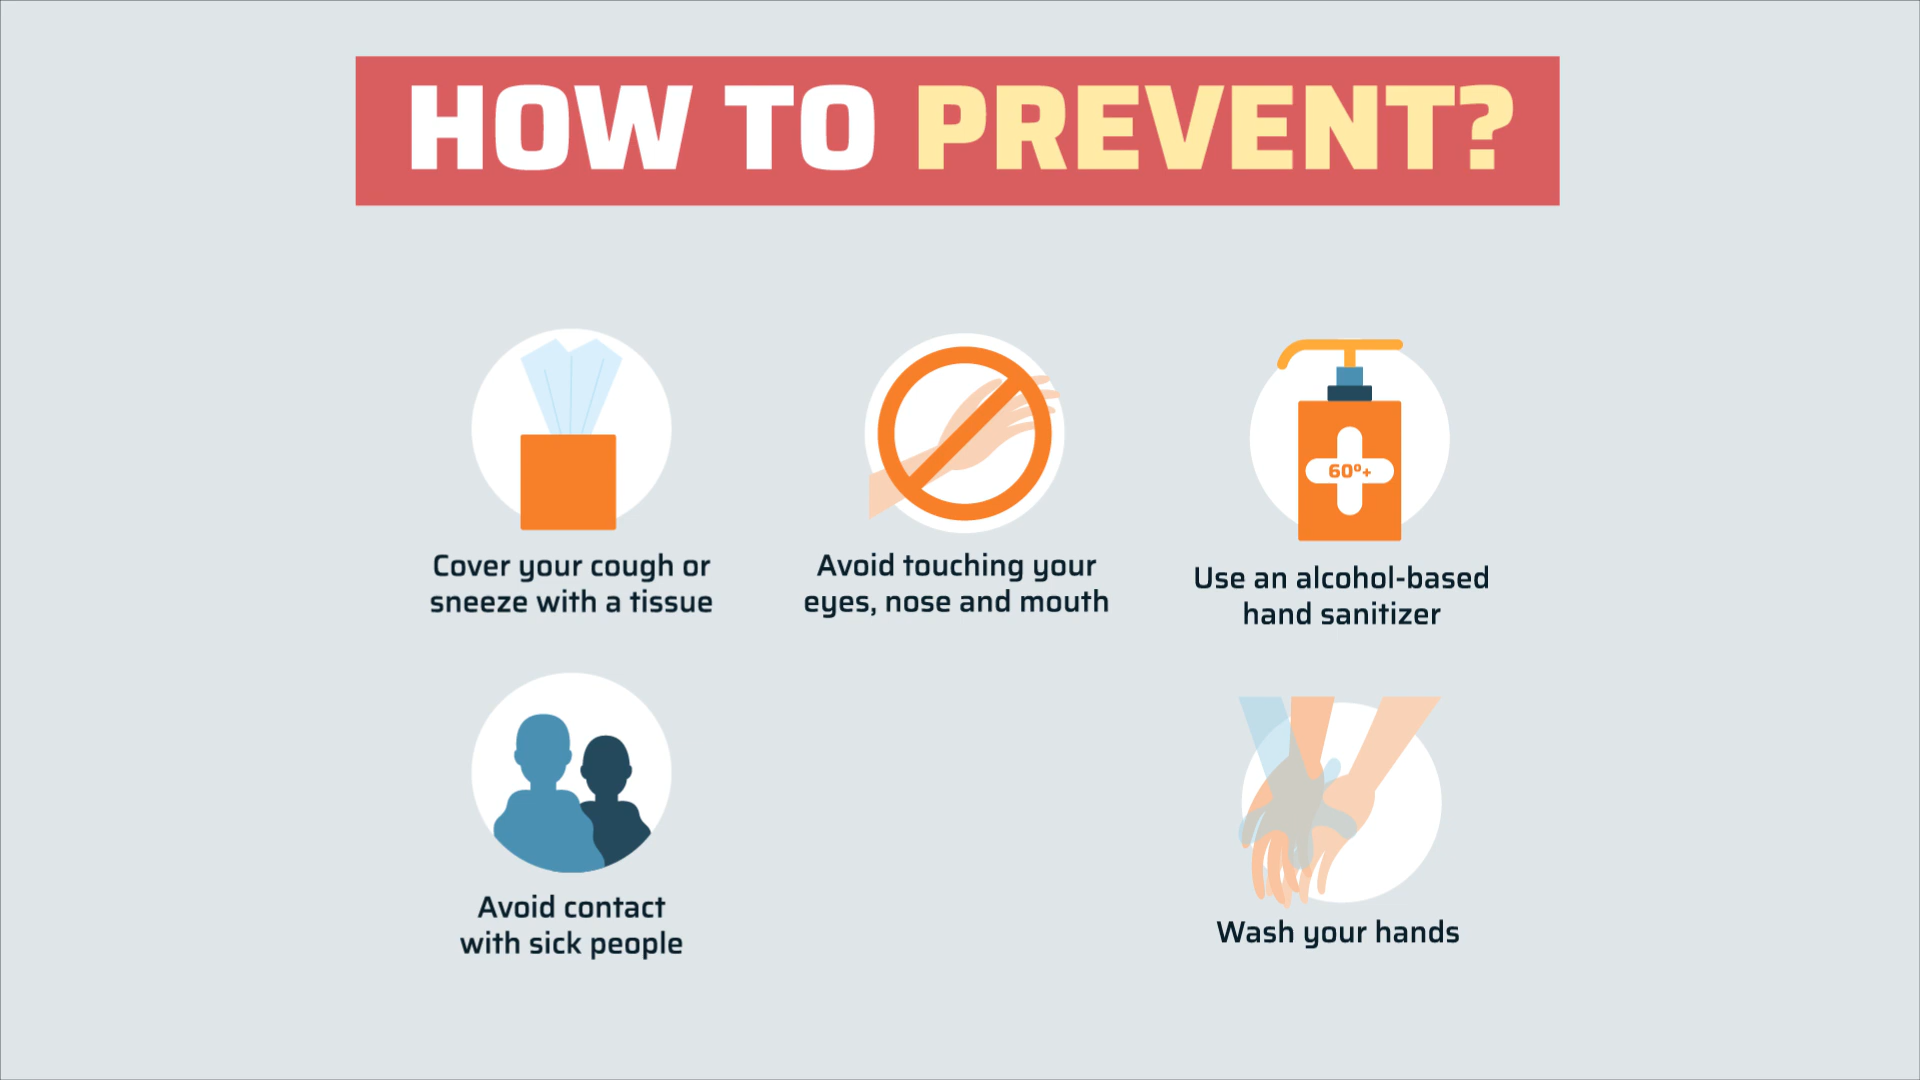 HOW TO PREVENT?
60º+
Cover your cough or
sneeze with a tissue
Avoid touching your
eyes, nose and mouth
Use an alcohol-based
hand sanitizer
Avoid contact
with sick people
Wash your hands